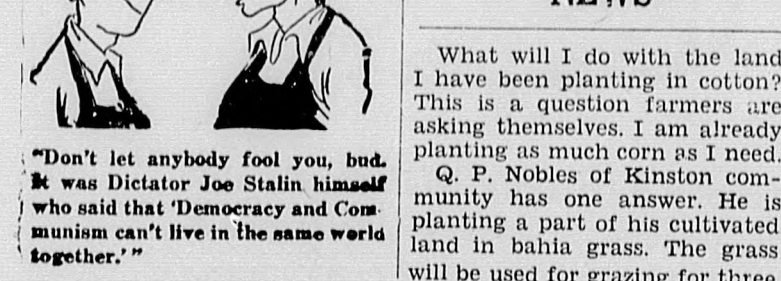 "Don't let anybody fool you, bud.
It was Dictator Joe Stalin himself
who said that 'Democracy and Com-
munism can't live in the same world
together.'"
NEWS
What will I do with the land
I have been planting in cotton?
This is a question farmers are
asking themselves. I am already
planting as much corn as I need.
Q. P. Nobles of Kinston com-
munity has one answer. He is
planting a part of his cultivated
land in bahia grass. The grass
will be used for grazing for three